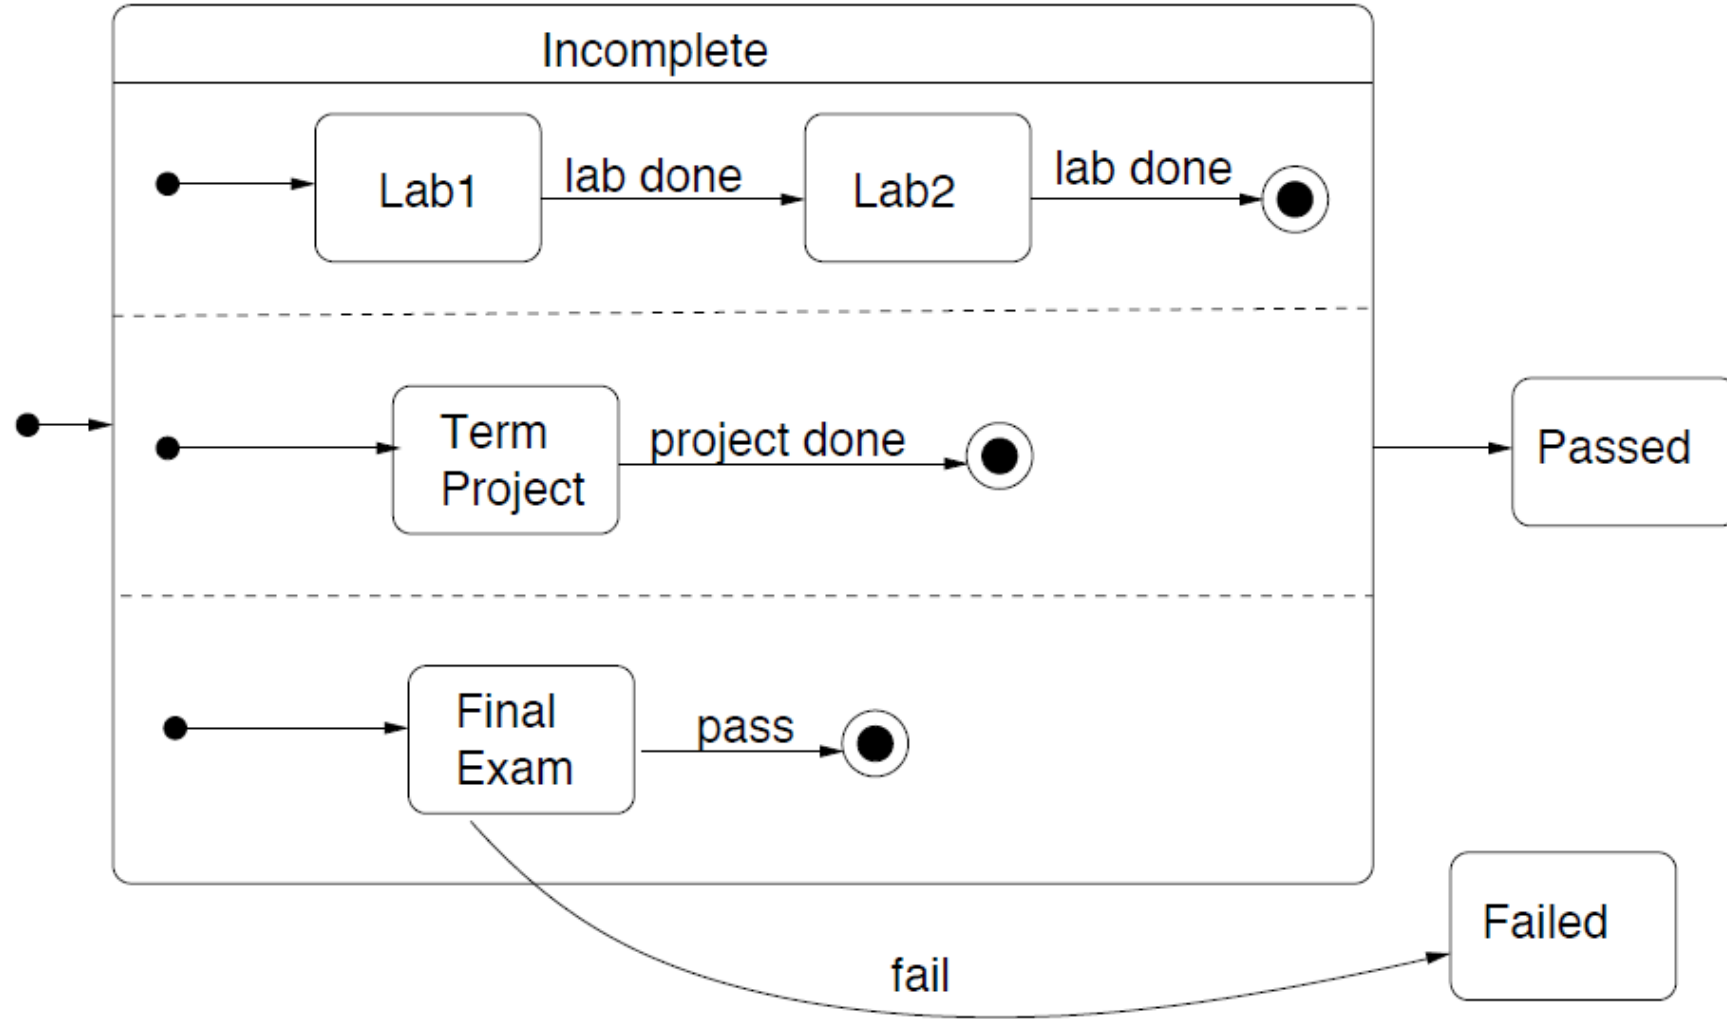 Incomplete
Lab1
lab done
Lab2
lab done
Term
Project
project done
Passed
Final
Exam
pass
Failed
fail